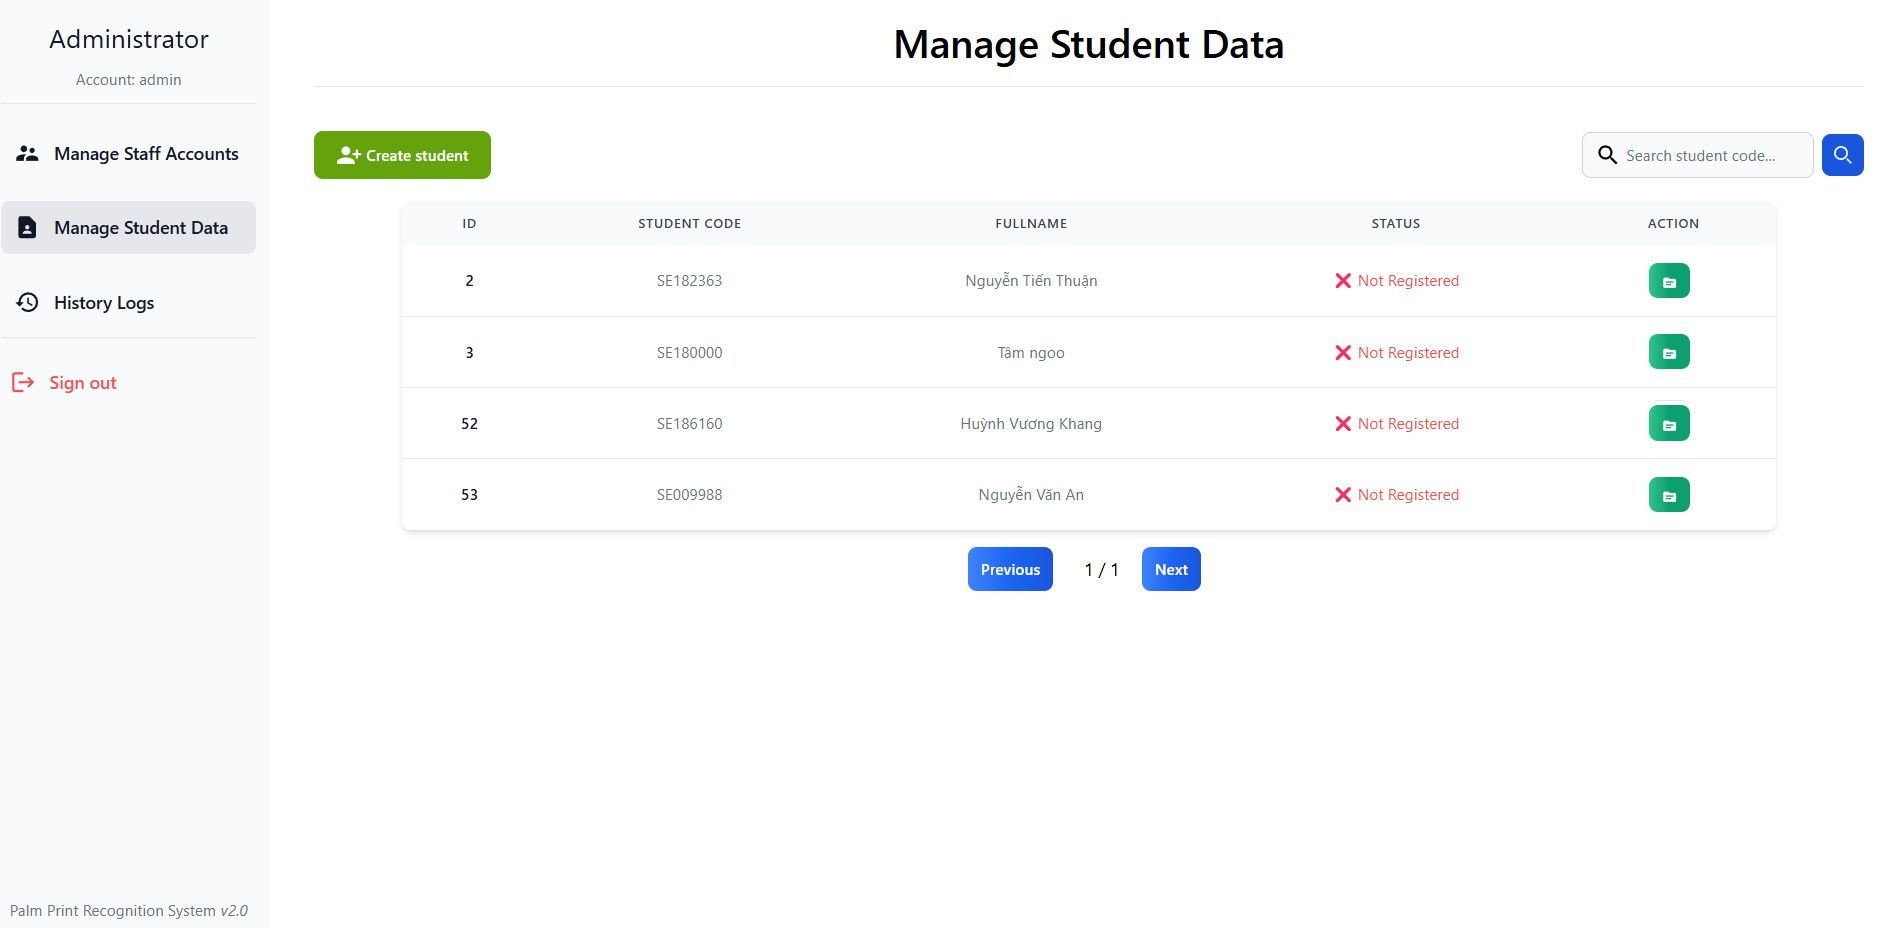 Administrator
Account: admin
Manage Staff Accounts
Manage Student Data
History Logs
Sign out
Palm Print Recognition System v2.0
Manage Student Data
Create student
Search student code...
ID STUDENT CODE FULLNAME STATUS ACTION
2 SE182363 Nguyễn Tiến Thuận Not Registered
3 SE180000 Tâm ngoo Not Registered
52 SE186160 Huỳnh Vương Khang Not Registered
53 SE009988 Nguyễn Văn An Not Registered
Previous 1 / 1 Next